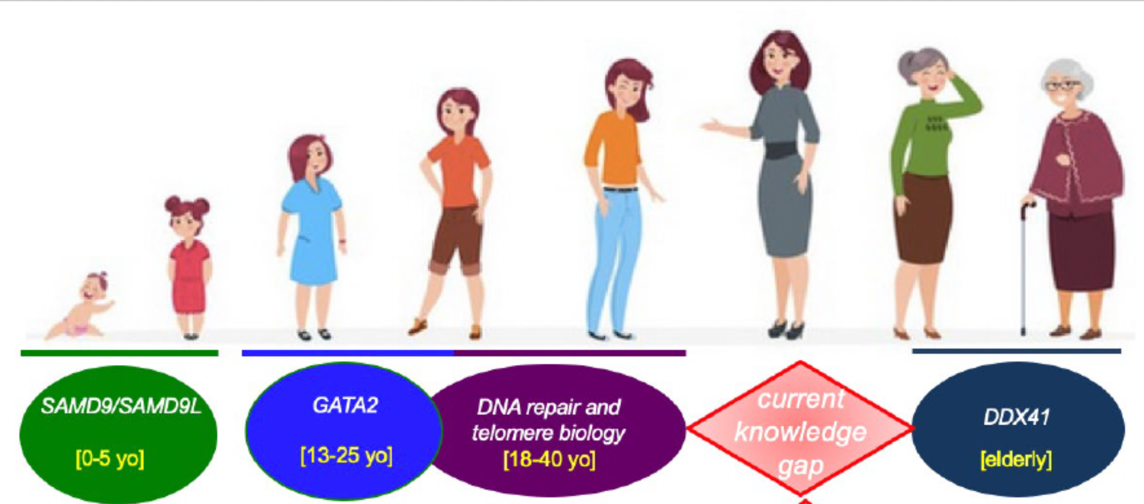 SAMD9/SAMD9L
[0-5 yo]
GATA2
[13-25 yo]
DNA repair and
telomere biology
[18-40 yo]
current
knowledge
gap
DDX41
[elderly]